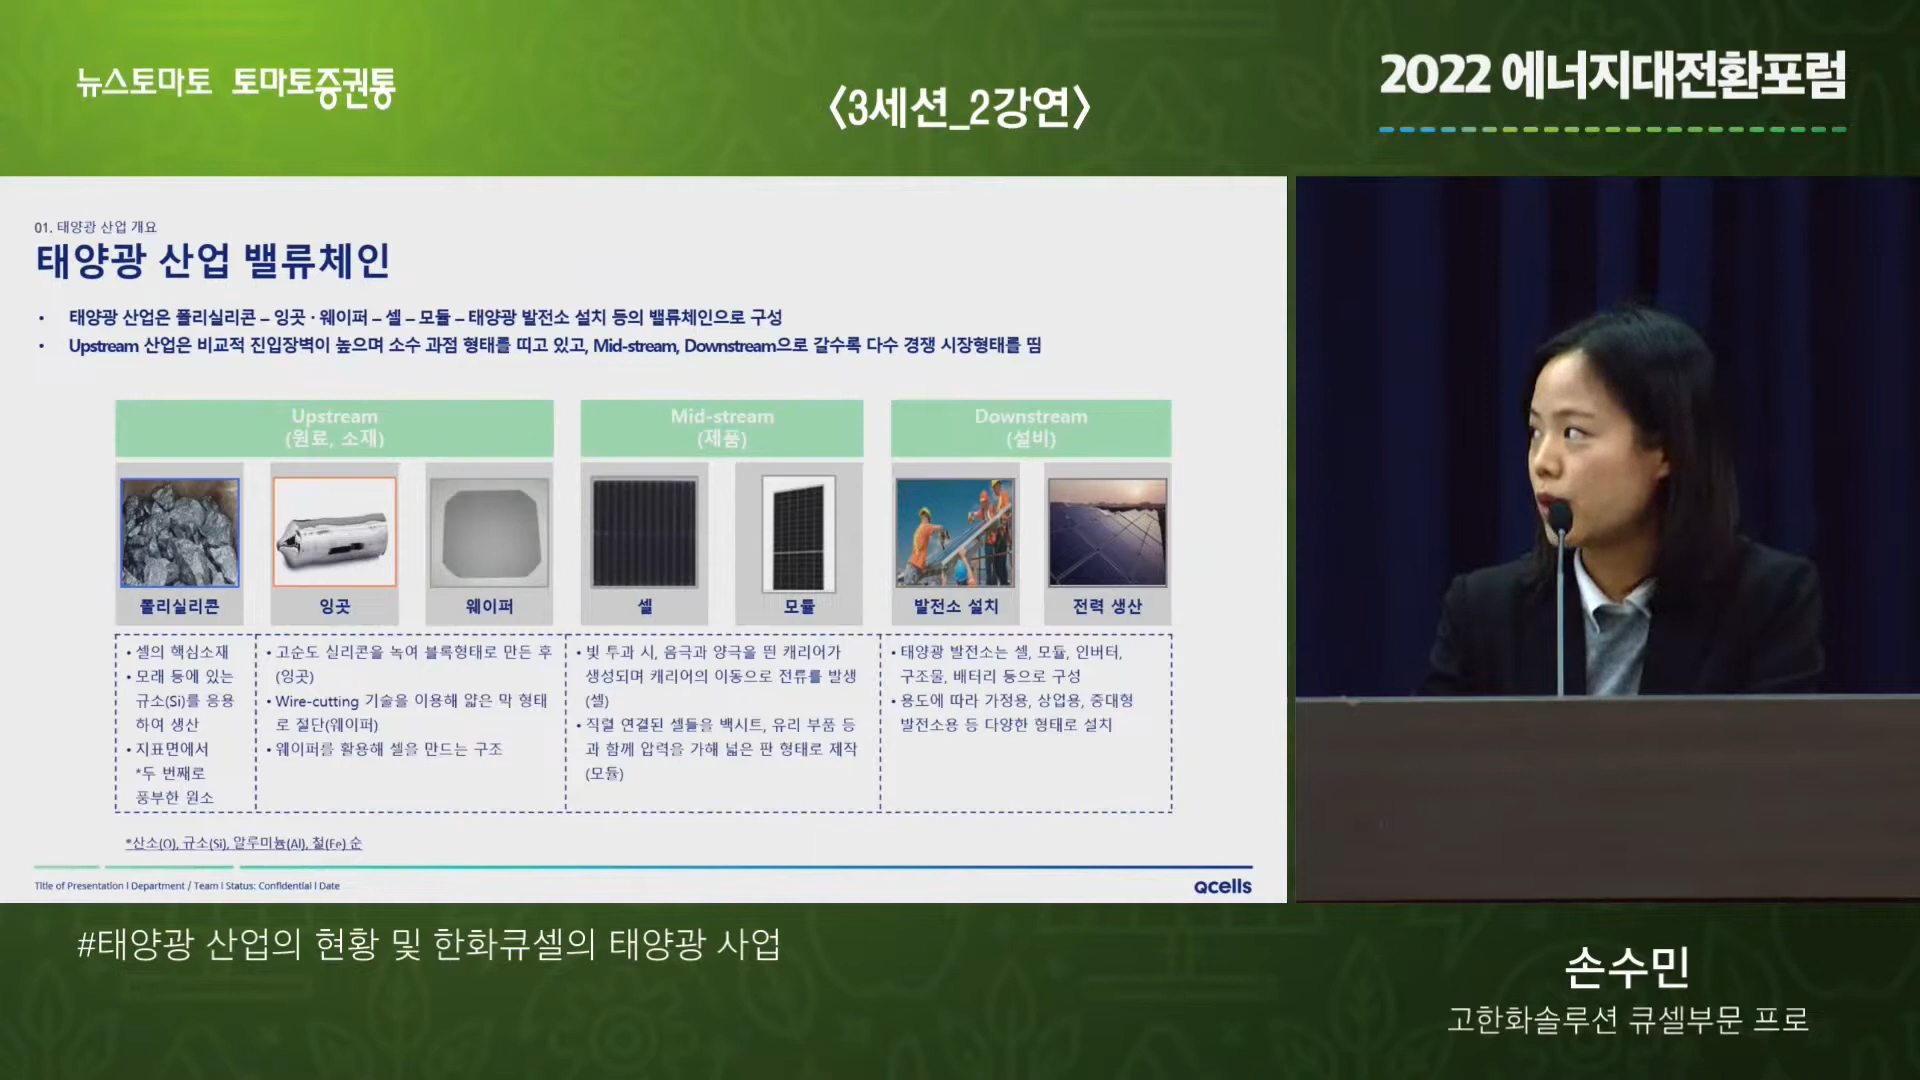 뉴스토마토 토마토증권통
<3세션_2강연>
2022 에너지대전환포럼
01. 태양광 산업 개요
태양광 산업 밸류체인
• 태양광 산업은 폴리실리콘 – 잉곳 · 웨이퍼 – 셀 – 모듈 – 태양광 발전소 설치 등의 밸류체인으로 구성
• Upstream 산업은 비교적 진입장벽이 높으며 소수 과점 형태를 띠고 있고, Mid-stream, Downstream으로 갈수록 다수 경쟁 시장형태를 띰
Upstream
(원료, 소재)
Mid-stream
(제품)
Downstream
(설비)
폴리실리콘
잉곳
웨이퍼
셀
모듈
발전소 설치
전력 생산
• 셀의 핵심소재
• 모래 등에 있는
규소(Si)를 응용
하여 생산
• 지표면에서
*두 번째로
풍부한 원소
• 고순도 실리콘을 녹여 블록형태로 만든 후
(잉곳)
• Wire-cutting 기술을 이용해 얇은 막 형태
로 절단(웨이퍼)
• 웨이퍼를 활용해 셀을 만드는 구조
• 빛 투과 시, 음극과 양극을 띈 캐리어가
생성되며 캐리어의 이동으로 전류를 발생
(셀)
• 직렬 연결된 셀들을 백시트, 유리 부품 등
과 함께 압력을 가해 넓은 판 형태로 제작
(모듈)
• 태양광 발전소는 셀, 모듈, 인버터,
구조물, 배터리 등으로 구성
• 용도에 따라 가정용, 상업용, 중대형
발전소용 등 다양한 형태로 설치
*산소(O), 규소(Si), 알루미늄(Al), 철(Fe) 순
Title of Presentation I Department / Team I Status: Confidential I Date
Qcells
#태양광 산업의 현황 및 한화큐셀의 태양광 사업
손수민
고한화솔루션 큐셀부문 프로